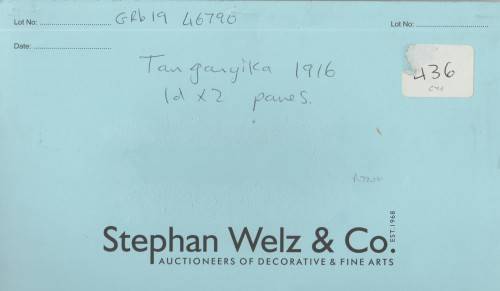 Lot No: GRb19 46790
Lot No:
Date:
Tanganyika 1916
1d x 2 panes.
436
Stephan Welz & Co.
EST. 1968
AUCTIONEERS OF DECORATIVE & FINE ARTS